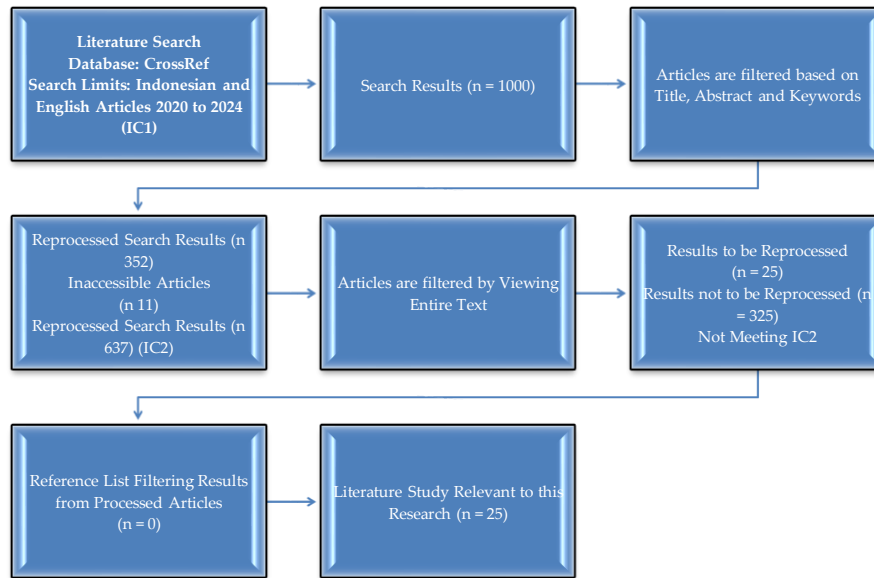 Literature Search
Database: CrossRef
Search Limits: Indonesian and
English Articles 2020 to 2024
(IC1)
Search Results (n = 1000)
Articles are filtered based on
Title, Abstract and Keywords
Reprocessed Search Results (n
352)
Inaccessible Articles
(n 11)
Reprocessed Search Results (n
637) (IC2)
Articles are filtered by Viewing
Entire Text
Results to be Reprocessed
(n = 25)
Results not to be Reprocessed (n
= 325)
Not Meeting IC2
Reference List Filtering Results
from Processed Articles
(n = 0)
Literature Study Relevant to this
Research (n = 25)